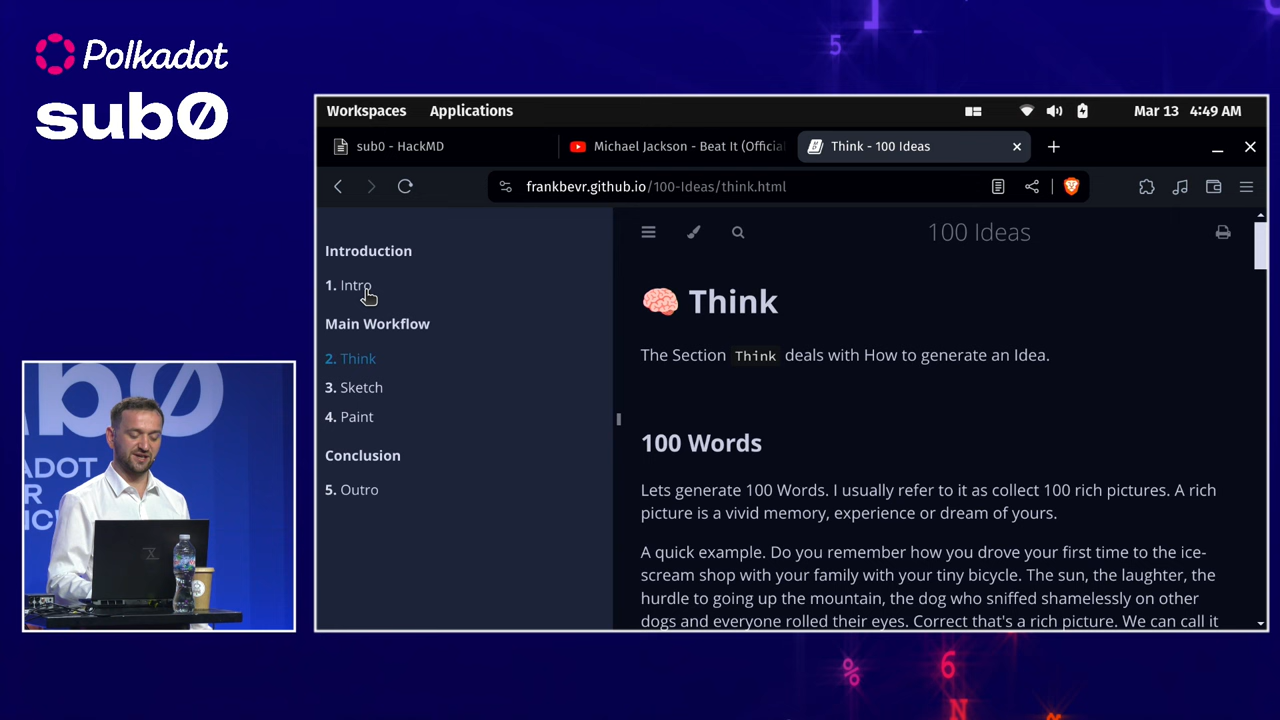 Polkadot
sub0
Workspaces Applications Mar 13 4:49 AM
sub0 - HackMD Michael Jackson - Beat It (Officia Think - 100 Ideas
frankbevr.github.io/100-Ideas/think.html
Introduction
1. Intro
Main Workflow
2. Think
3. Sketch
4. Paint
Conclusion
5. Outro
100 Ideas
🧠 Think
The Section Think deals with How to generate an Idea.
100 Words
Lets generate 100 Words. I usually refer to it as collect 100 rich pictures. A rich
picture is a vivid memory, experience or dream of yours.
A quick example. Do you remember how you drove your first time to the ice-
scream shop with your family with your tiny bicycle. The sun, the laughter, the
hurdle to going up the mountain, the dog who sniffed shamelessly on other
dogs and everyone rolled their eyes. Correct that's a rich picture. We can call it
ub0
ADOT
R
5
%
6
N